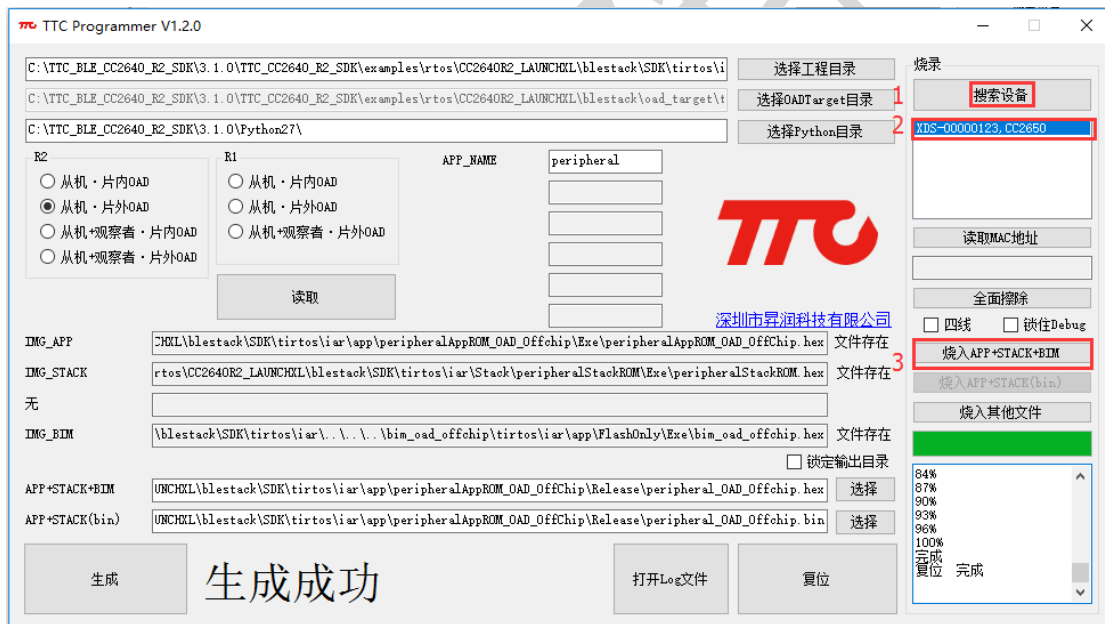 TTC TTC Programmer V1.2.0
C:\TTC_BLE_CC2640_R2_SDK\3.1.0\TTC_CC2640_R2_SDK\examples\rtos\CC2640R2_LAUNCHXL\blestack\SDK\tirtos\i
选择工程目录
C:\TTC_BLE_CC2640_R2_SDK\3.1.0\TTC_CC2640_R2_SDK\examples\rtos\CC2640R2_LAUNCHXL\blestack\oad_target\t
选择OADTarget目录
C:\TTC_BLE_CC2640_R2_SDK\3.1.0\Python27\
选择Python目录
R2
从机·片内OAD
从机·片外OAD
从机+观察者·片内OAD
从机+观察者·片外OAD
R1
从机·片内OAD
从机·片外OAD
从机+观察者·片外OAD
APP_NAME
peripheral
读取
TTC
深圳市昇润科技有限公司
IMG_APP
CHXL\blestack\SDK\tirtos\iar\app\peripheralAppROM_OAD_OffChip\Exe\peripheralAppROM_OAD_OffChip.hex
文件存在
IMG_STACK
rtos\CC2640R2_LAUNCHXL\blestack\SDK\tirtos\iar\Stack\peripheralStackROM\Exe\peripheralStackROM.hex
文件存在
无
IMG_BIM
\blestack\SDK\tirtos\iar\..\..\..\bim_oad_offchip\tirtos\iar\app\FlashOnly\Exe\bim_oad_offchip.hex
文件存在
锁定输出目录
APP+STACK+BIM
UNCHXL\blestack\SDK\tirtos\iar\app\peripheralAppROM_OAD_OffChip\Release\peripheral_OAD_Offchip.hex
选择
APP+STACK(bin)
UNCHXL\blestack\SDK\tirtos\iar\app\peripheralAppROM_OAD_OffChip\Release\peripheral_OAD_Offchip.bin
选择
生成
生成成功
打开Log文件
复位
烧录
1
搜索设备
2
XDS-00000123,CC2650
读取MAC地址
全面擦除
四线
锁住Debug
3
烧入APP+STACK+BIM
烧入APP+STACK(bin)
烧入其他文件
84%
87%
90%
93%
96%
100%
完成
复位 完成